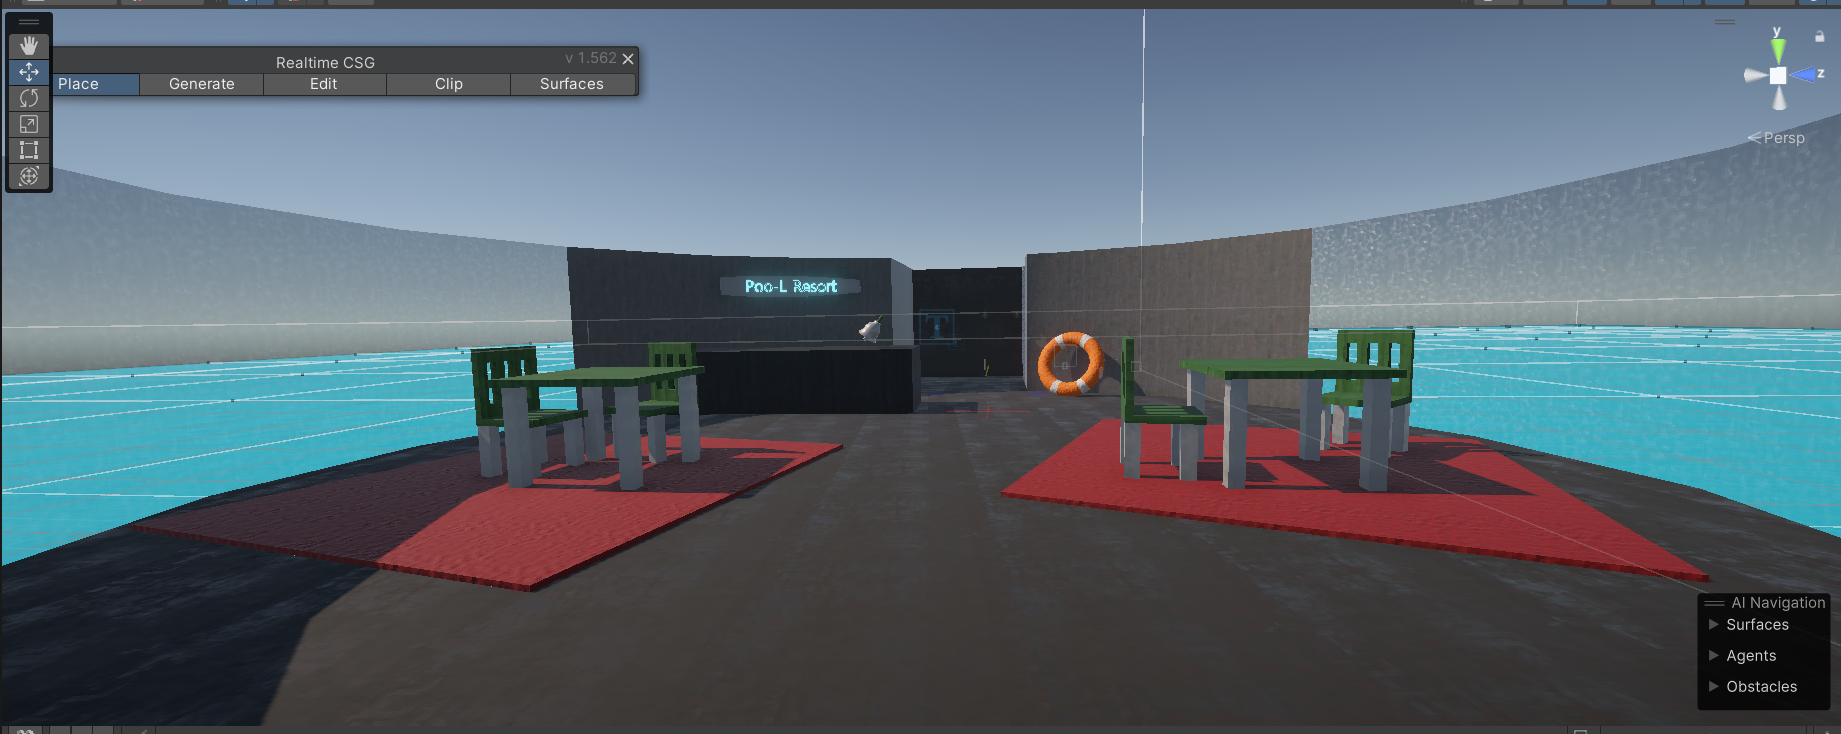 Realtime CSG
v 1.562
Place
Generate
Edit
Clip
Surfaces
y
z
Persp
Poo-L Resort
T
AI Navigation
Surfaces
Agents
Obstacles